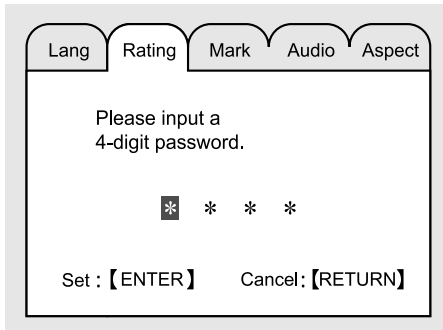 Lang Rating Mark Audio Aspect
Please input a
4-digit password.
* * * *
Set :【ENTER】 Cancel:【RETURN】